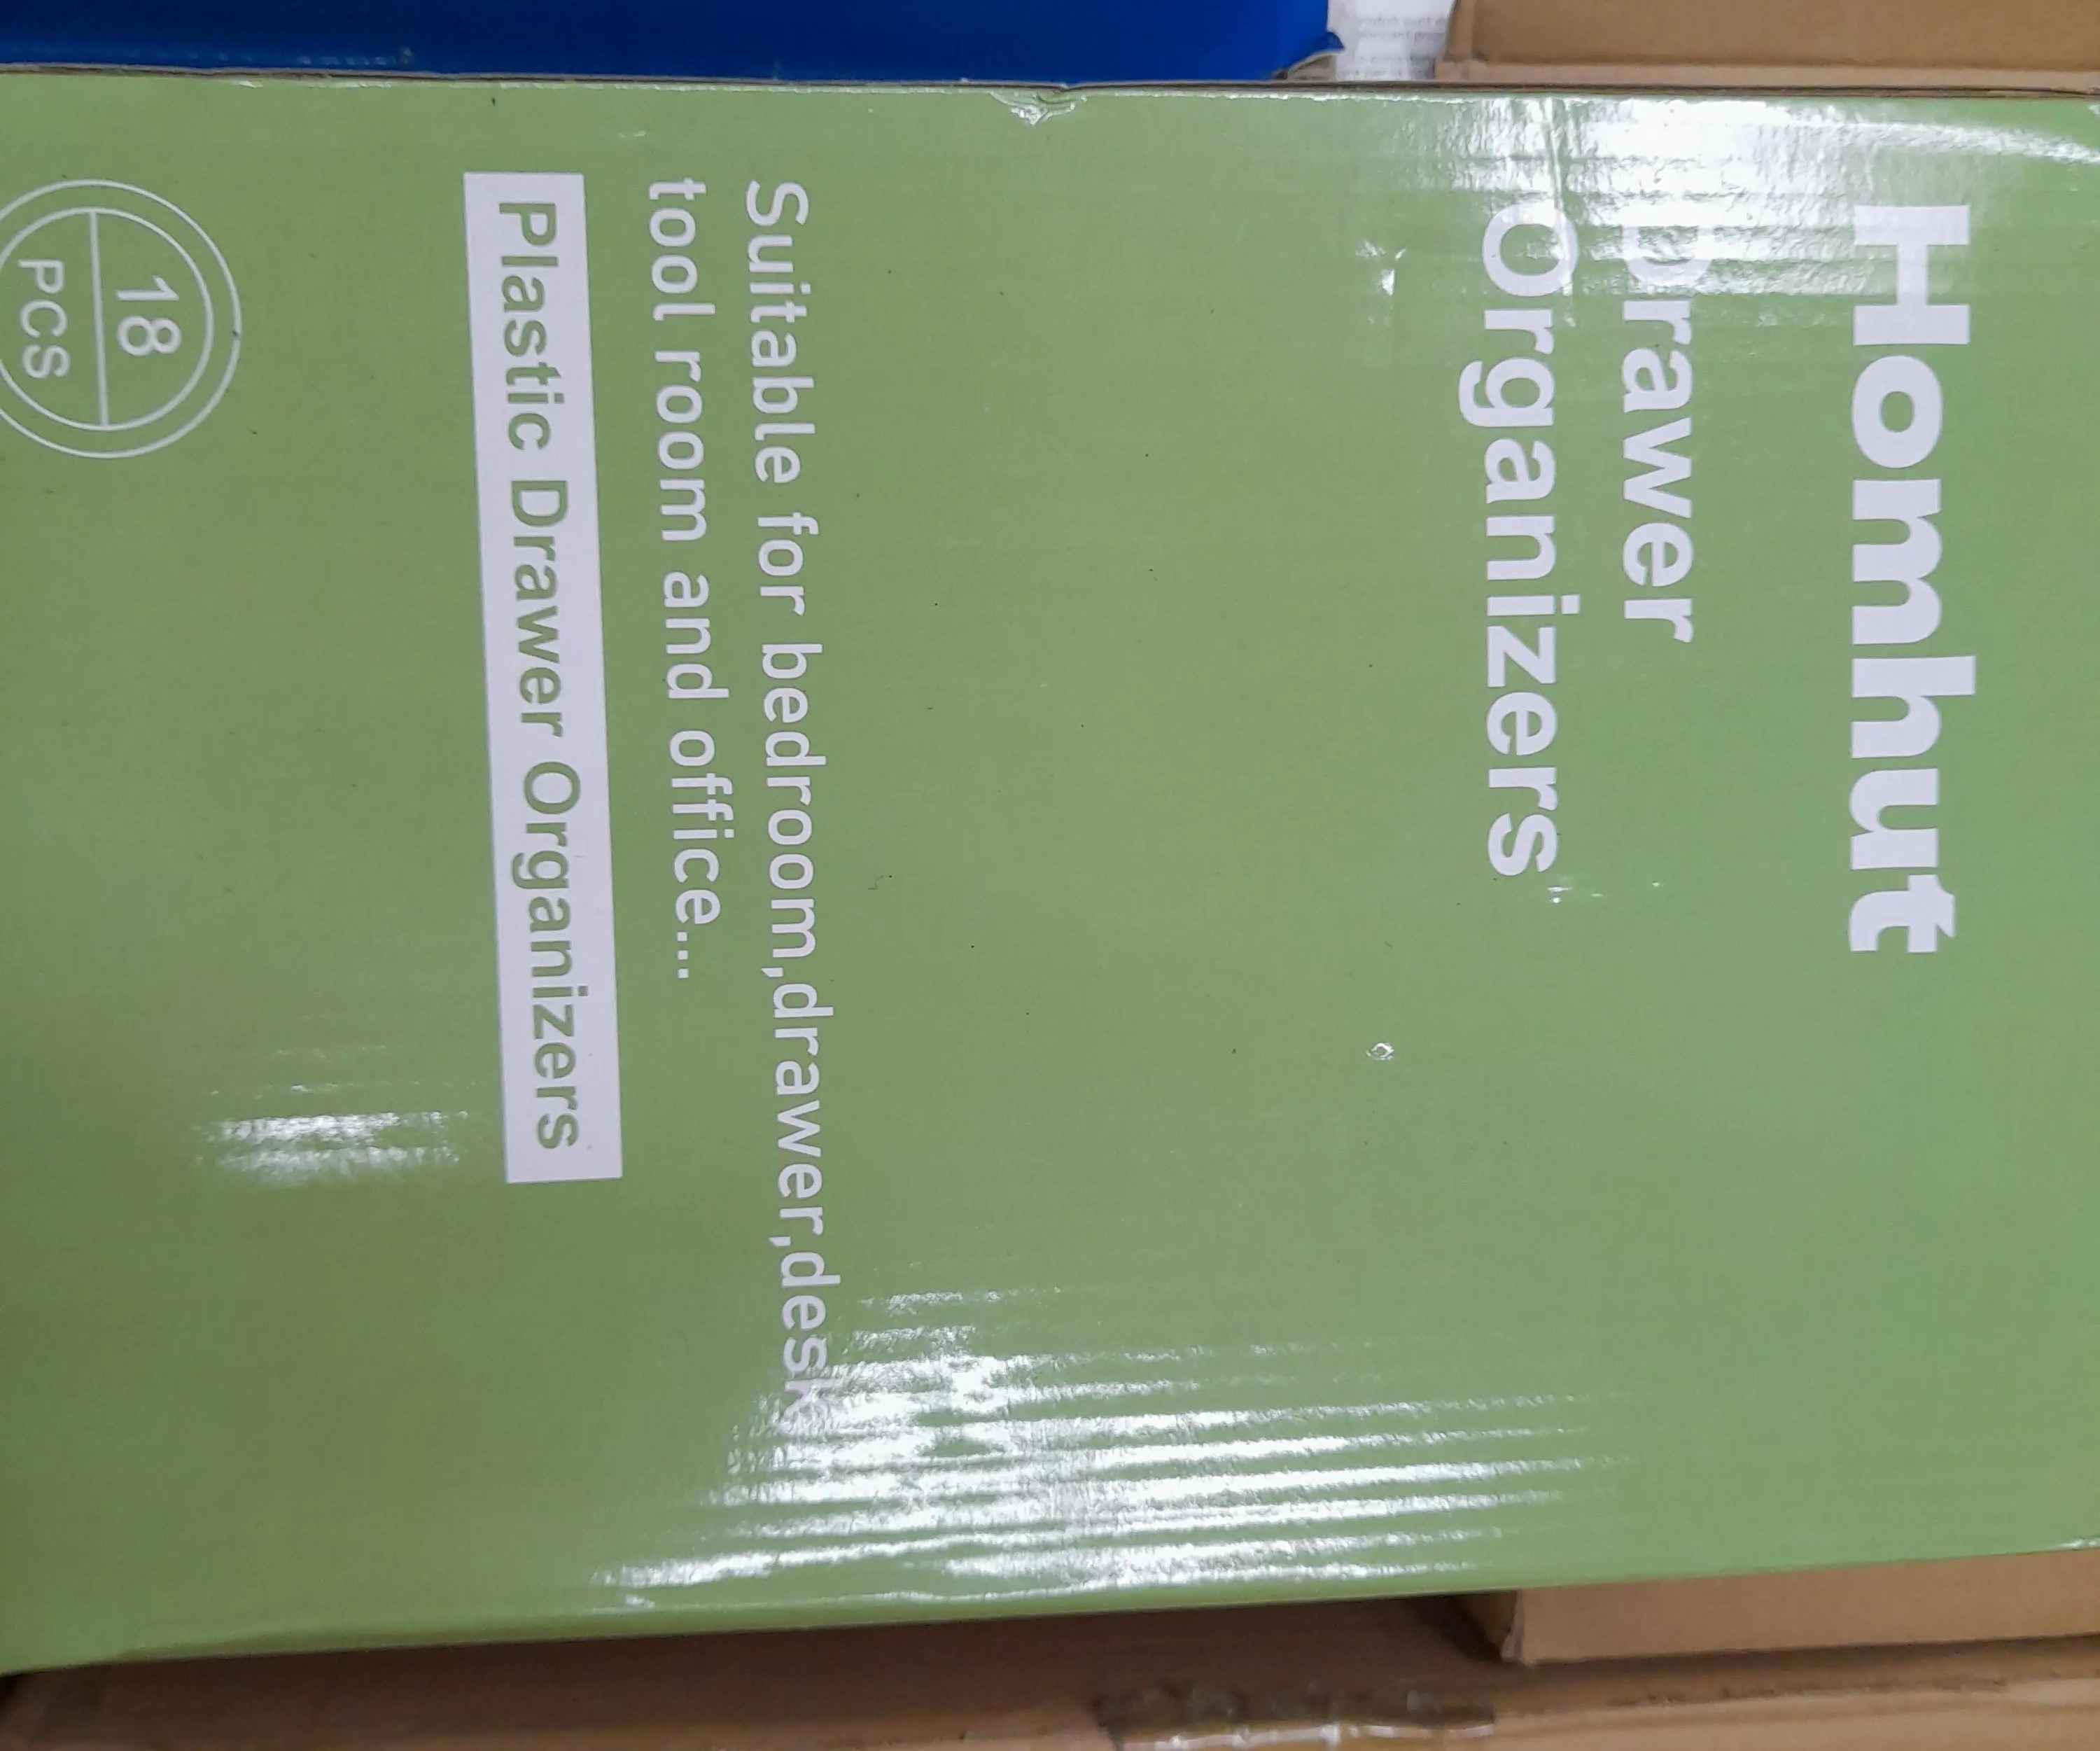 Homhut
Drawer
Organizers
Suitable for bedroom,drawer,desk
tool room and office...
Plastic Drawer Organizers
18
PCS